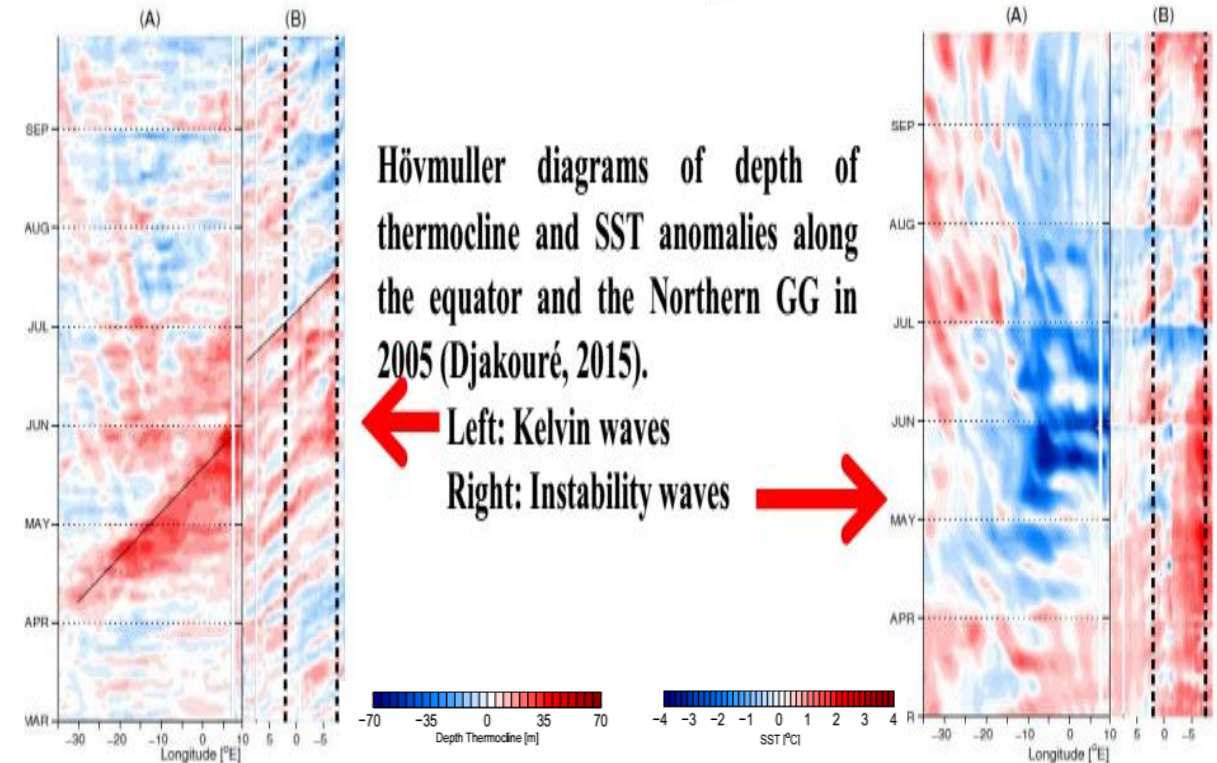 (A)
(B)
SEP
AUG
JUL
JUN
MAY
APR
MAR
−30 −20 −10 0 10 5 0 −5
Longitude [°E]
Hövmuller diagrams of depth of
thermocline and SST anomalies along
the equator and the Northern GG in
2005 (Djakouré, 2015).
Left: Kelvin waves
Right: Instability waves
−70 −35 0 35 70
Depth Thermocline [m]
−4 −3 −2 −1 0 1 2 3 4
SST [°C]
(A)
(B)
SEP
AUG
JUL
JUN
MAY
APR
R
−30 −20 −10 0 10 5 0 −5
Longitude [°E]